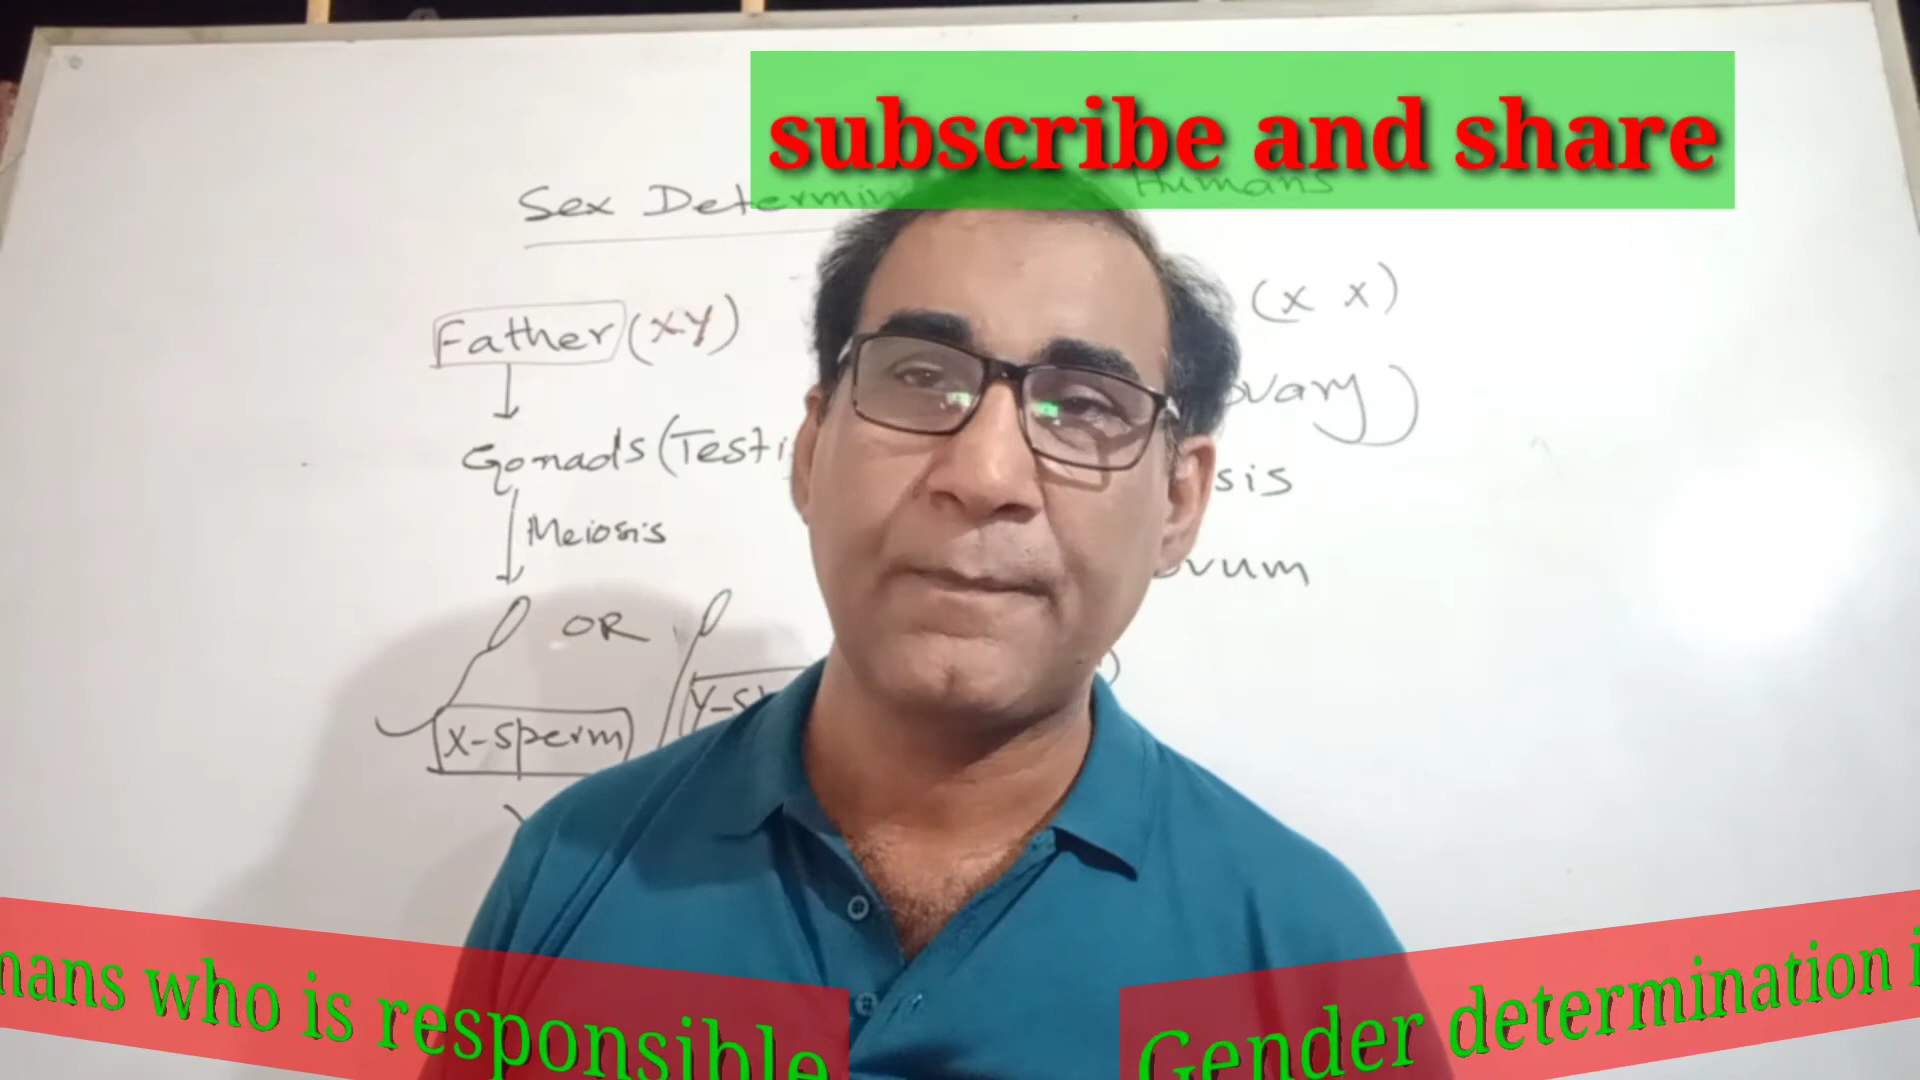 subscribe and share
Sex Determin Humans
Father (XY)
(x x)
Gonads (Testi
ovary)
Meiosis
sis
ovum
OR
X-sperm
Y-s
mans who is responsible
Gender determination i